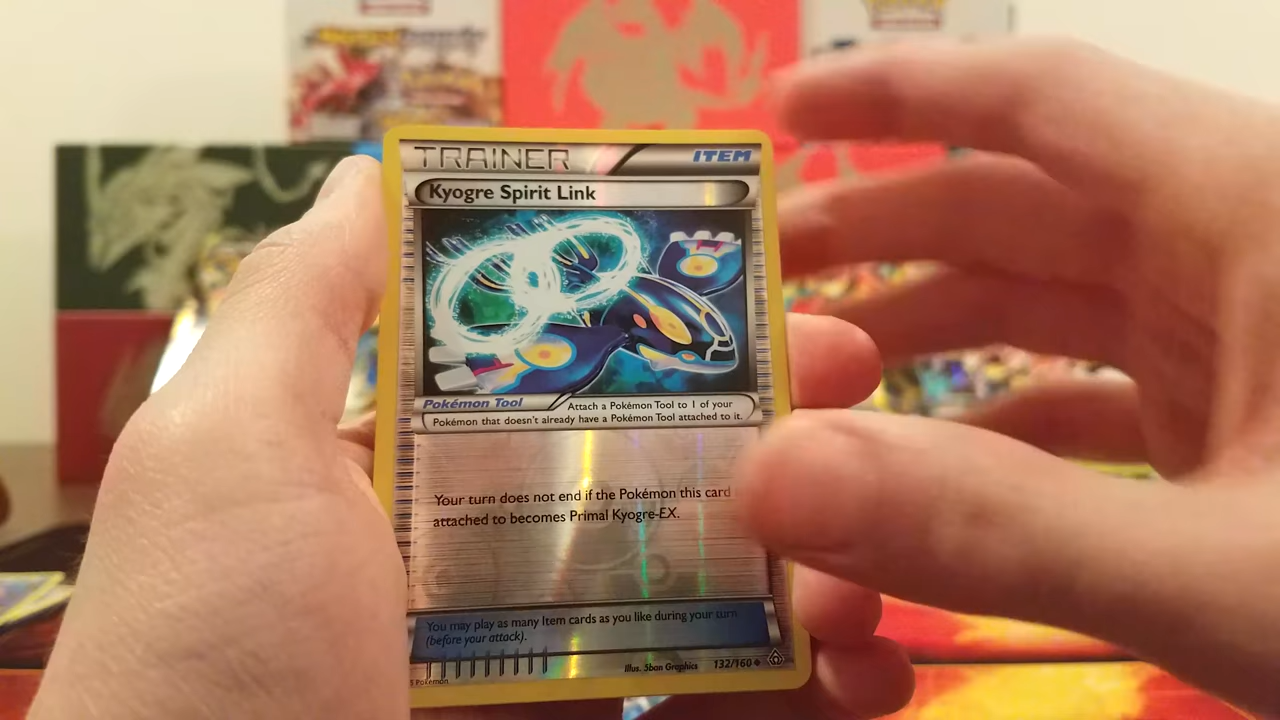 TRAINER ITEM
Kyogre Spirit Link
Pokémon Tool Attach a Pokémon Tool to 1 of your
Pokémon that doesn't already have a Pokémon Tool attached to it.
Your turn does not end if the Pokémon this card
attached to becomes Primal Kyogre-EX.
You may play as many Item cards as you like during your turn
(before your attack).
Illus. 5ban Graphics 132/160
5 Pokémon